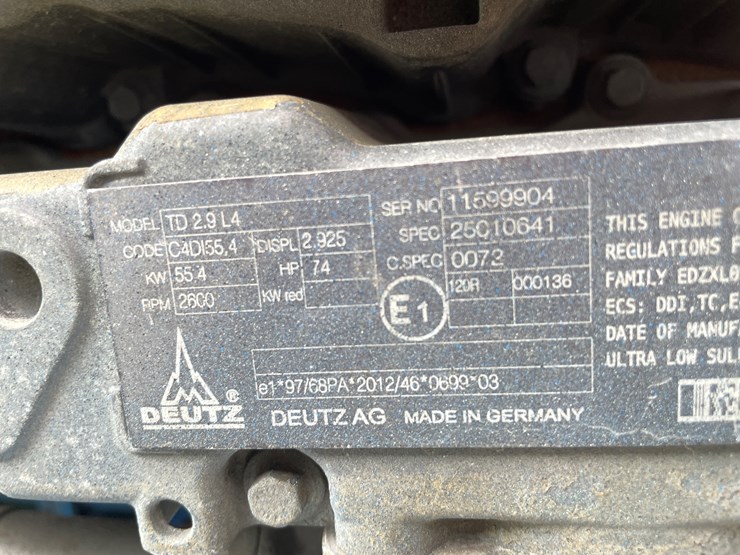 MODEL TD 2.9 L4 SER NO 11599904
CODE C4DI55,4 DISPL 2.925 SPEC 25010641
KW 55.4 HP 74 C.SPEC 0072
RPM 2600 KW red 120R 000136
E1
e1*97/68PA*2012/46*0699*03
DEUTZ ® DEUTZ AG MADE IN GERMANY
THIS ENGINE
REGULATIONS
FAMILY EDZXL0
ECS: DDI,TC,E
DATE OF MANUF
ULTRA LOW SUL